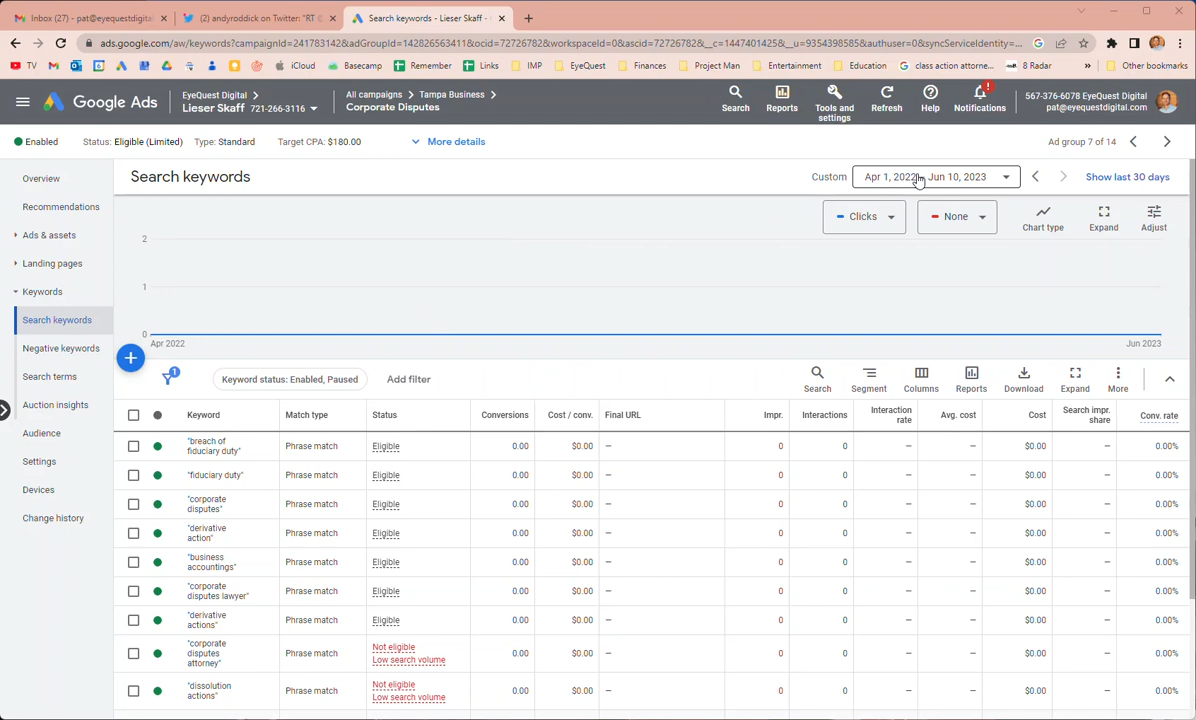 Inbox (27) - pat@eyequestdigita
(2) andyroddick on Twitter: "RT @
Search keywords - Lieser Skaff -
ads.google.com/aw/keywords?campaignId=241783142&adGroupId=142826563411&ocid=72726782&workspaceId=0&ascid=72726782&__c=1447401425&__u=9354398585&authuser=0&syncServiceIdentity=...
TV
iCloud
Basecamp
Remember
Links
IMP
EyeQuest
Finances
Project Man
Entertainment
Education
class action attorne...
8 Radar
»
Other bookmarks
Google Ads
EyeQuest Digital
Lieser Skaff 721-266-3116
All campaigns > Tampa Business >
Corporate Disputes
Search
Reports
Tools and
settings
Refresh
Help
!
Notifications
567-376-6078 EyeQuest Digital
pat@eyequestdigital.com
Enabled
Status: Eligible (Limited)
Type: Standard
Target CPA: $180.00
More details
Ad group 7 of 14
Overview
Recommendations
Ads & assets
Landing pages
Keywords
Search keywords
Negative keywords
Search terms
Auction insights
Audience
Settings
Devices
Change history
Search keywords
Custom
Apr 1, 2022 – Jun 10, 2023
Show last 30 days
Clicks
None
Chart type
Expand
Adjust
2
1
0
Apr 2022
Jun 2023
1
Keyword status: Enabled, Paused
Add filter
Search
Segment
Columns
Reports
Download
Expand
More
Keyword
Match type
Status
Conversions
Cost / conv.
Final URL
Impr.
Interactions
Interaction
rate
Avg. cost
Cost
Search impr.
share
Conv. rate
"breach of
fiduciary duty"
Phrase match
Eligible
0.00
$0.00
–
0
0
–
–
$0.00
–
0.00%
"fiduciary duty"
Phrase match
Eligible
0.00
$0.00
–
0
0
–
–
$0.00
–
0.00%
"corporate
disputes"
Phrase match
Eligible
0.00
$0.00
–
0
0
–
–
$0.00
–
0.00%
"derivative
action"
Phrase match
Eligible
0.00
$0.00
–
0
0
–
–
$0.00
–
0.00%
"business
accountings"
Phrase match
Eligible
0.00
$0.00
–
0
0
–
–
$0.00
–
0.00%
"corporate
disputes lawyer"
Phrase match
Eligible
0.00
$0.00
–
0
0
–
–
$0.00
–
0.00%
"derivative
actions"
Phrase match
Eligible
0.00
$0.00
–
0
0
–
–
$0.00
–
0.00%
"corporate
disputes
attorney"
Phrase match
Not eligible
Low search volume
0.00
$0.00
–
0
0
–
–
$0.00
–
0.00%
"dissolution
actions"
Phrase match
Not eligible
Low search volume
0.00
$0.00
–
0
0
–
–
$0.00
–
0.00%